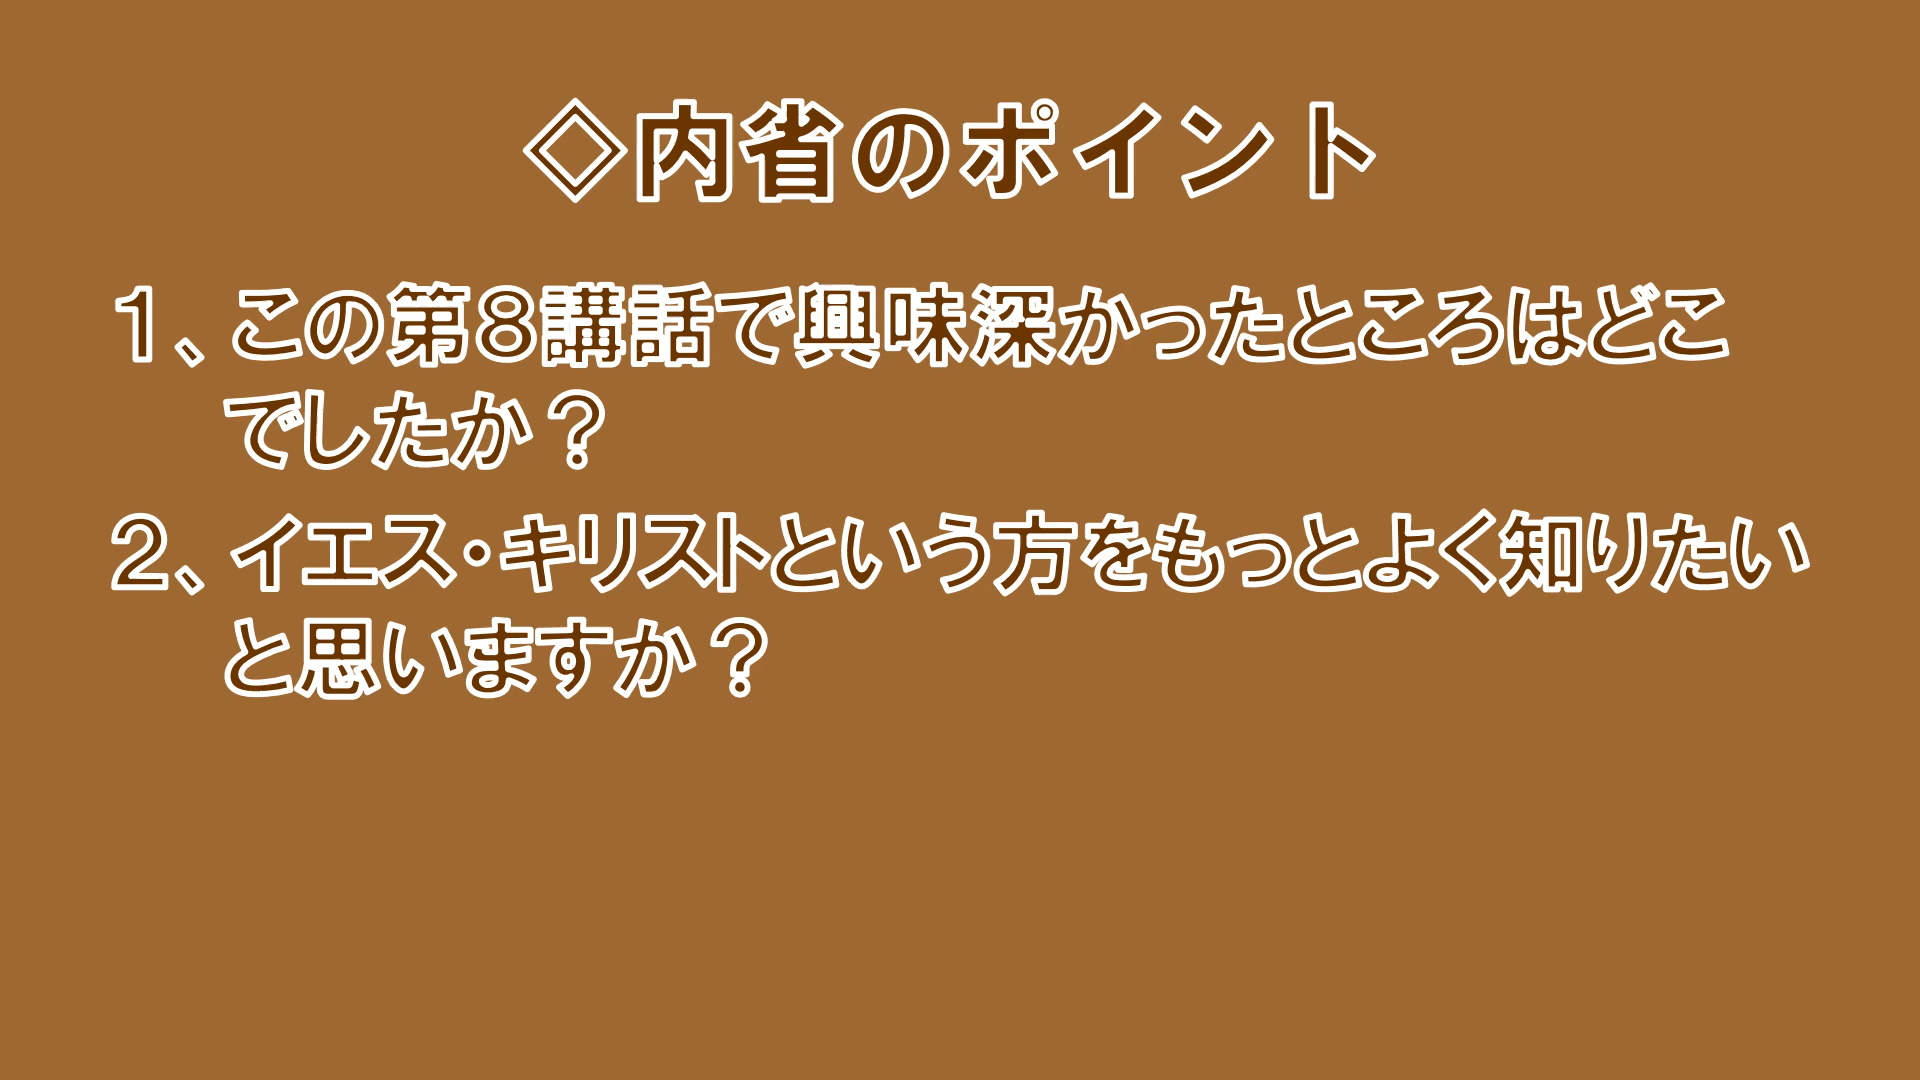 ◇内省のポイント
１、この第８講話で興味深かったところはどこ
でしたか？
２、イエス・キリストという方をもっとよく知りたい
と思いますか？